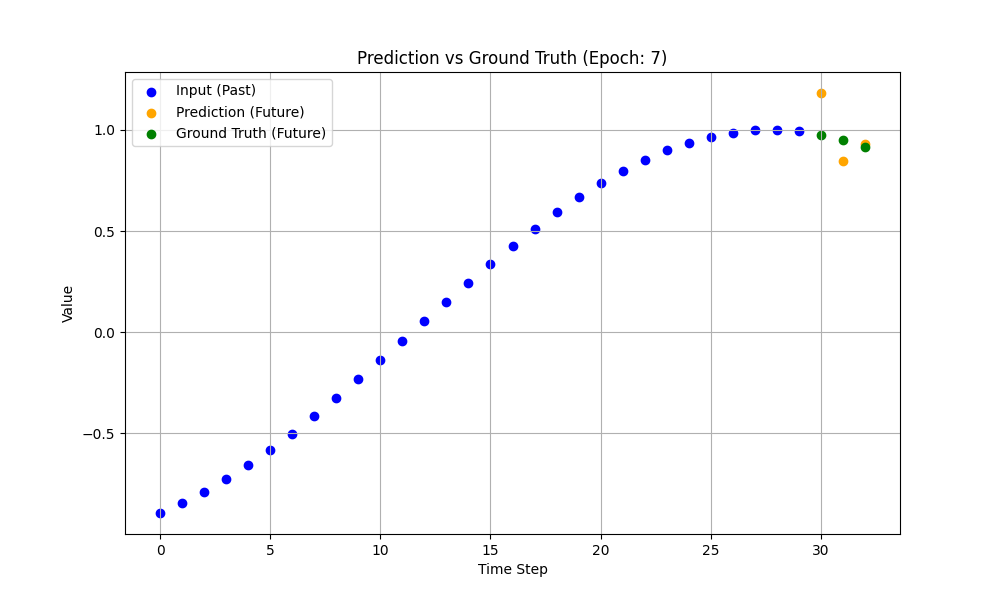 Prediction vs Ground Truth (Epoch: 7)
Input (Past)
Prediction (Future)
Ground Truth (Future)
1.0
0.5
0.0
−0.5
Value
0 5 10 15 20 25 30
Time Step